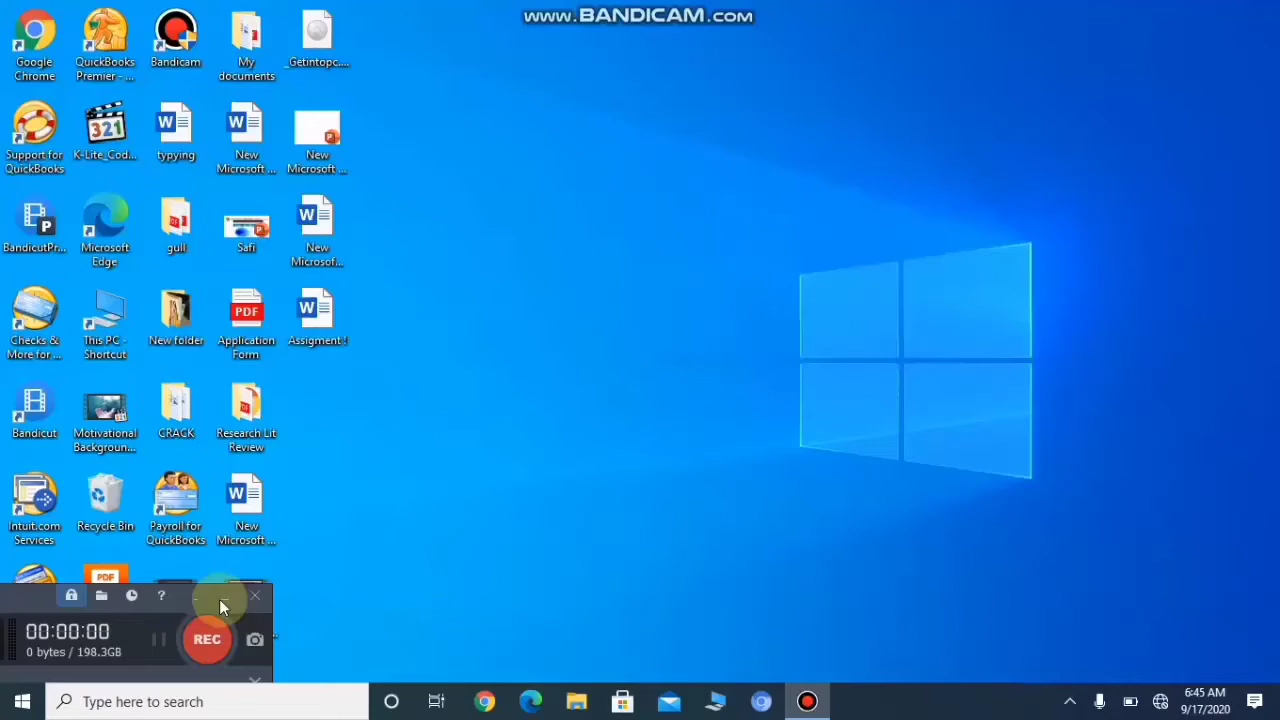 www.BANDICAM.com
Google
Chrome
QuickBooks
Premier - ...
Bandicam
My
documents
_Getintopc....
Support for
QuickBooks
K-Lite_Cod...
321
typying
New
Microsoft ...
New
Microsoft ...
BandicutPr...
Microsoft
Edge
gull
Safi
New
Microsof...
Checks &
More for ...
This PC -
Shortcut
New folder
PDF
Application
Form
Assigment !
Bandicut
Motivational
Backgroun...
CRACK
Research Lit
Review
Intuit.com
Services
Recycle Bin
Payroll for
QuickBooks
New
Microsoft ...
PDF
?
00:00:00
0 bytes / 198.3GB
REC
Type here to search
6:45 AM
9/17/2020